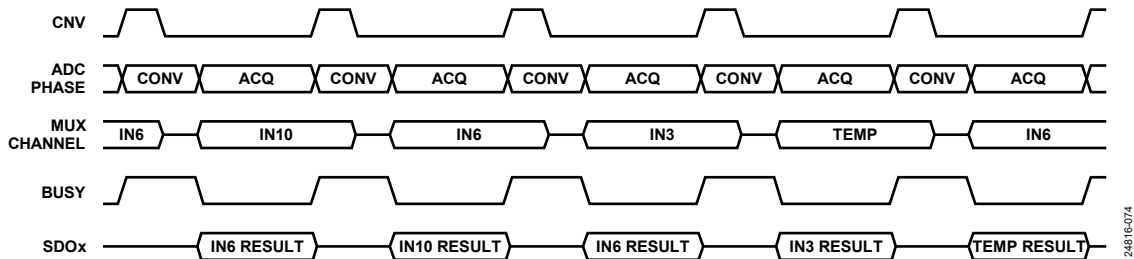 CNV
ADC
PHASE
CONV ACQ CONV ACQ CONV ACQ CONV ACQ CONV ACQ
MUX
CHANNEL
IN6 IN10 IN6 IN3 TEMP IN6
BUSY
SDOx
IN6 RESULT IN10 RESULT IN6 RESULT IN3 RESULT TEMP RESULT
24816-074